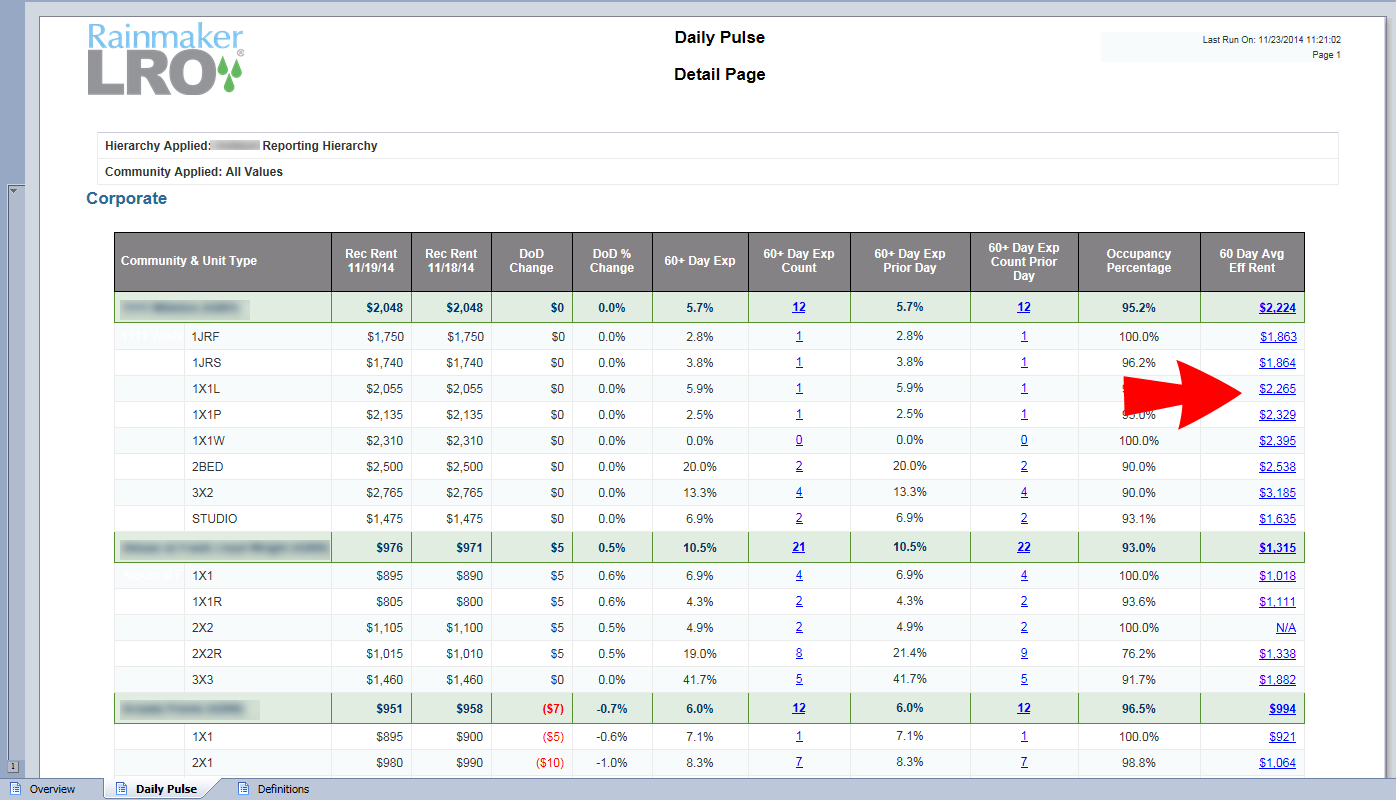 Rainmaker
LRO®
Daily Pulse
Detail Page
Last Run On: 11/23/2014 11:21:02
Page 1
Hierarchy Applied: Reporting Hierarchy
Community Applied: All Values
Corporate
Community & Unit Type Rec Rent 11/19/14 Rec Rent 11/18/14 DoD Change DoD % Change 60+ Day Exp 60+ Day Exp Count 60+ Day Exp Prior Day 60+ Day Exp Count Prior Day Occupancy Percentage 60 Day Avg Eff Rent
$2,048 $2,048 $0 0.0% 5.7% 12 5.7% 12 95.2% $2,224
1JRF $1,750 $1,750 $0 0.0% 2.8% 1 2.8% 1 100.0% $1,863
1JRS $1,740 $1,740 $0 0.0% 3.8% 1 3.8% 1 96.2% $1,864
1X1L $2,055 $2,055 $0 0.0% 5.9% 1 5.9% 1 $2,265
1X1P $2,135 $2,135 $0 0.0% 2.5% 1 2.5% 1 95.0% $2,329
1X1W $2,310 $2,310 $0 0.0% 0.0% 0 0.0% 0 100.0% $2,395
2BED $2,500 $2,500 $0 0.0% 20.0% 2 20.0% 2 90.0% $2,538
3X2 $2,765 $2,765 $0 0.0% 13.3% 4 13.3% 4 90.0% $3,185
STUDIO $1,475 $1,475 $0 0.0% 6.9% 2 6.9% 2 93.1% $1,635
$976 $971 $5 0.5% 10.5% 21 10.5% 22 93.0% $1,315
1X1 $895 $890 $5 0.6% 6.9% 4 6.9% 4 100.0% $1,018
1X1R $805 $800 $5 0.6% 4.3% 2 4.3% 2 93.6% $1,111
2X2 $1,105 $1,100 $5 0.5% 4.9% 2 4.9% 2 100.0% N/A
2X2R $1,015 $1,010 $5 0.5% 19.0% 8 21.4% 9 76.2% $1,338
3X3 $1,460 $1,460 $0 0.0% 41.7% 5 41.7% 5 91.7% $1,882
$951 $958 ($7) -0.7% 6.0% 12 6.0% 12 96.5% $994
1X1 $895 $900 ($5) -0.6% 7.1% 1 7.1% 1 100.0% $921
2X1 $980 $990 ($10) -1.0% 8.3% 7 8.3% 7 98.8% $1,064
1
Overview Daily Pulse Definitions